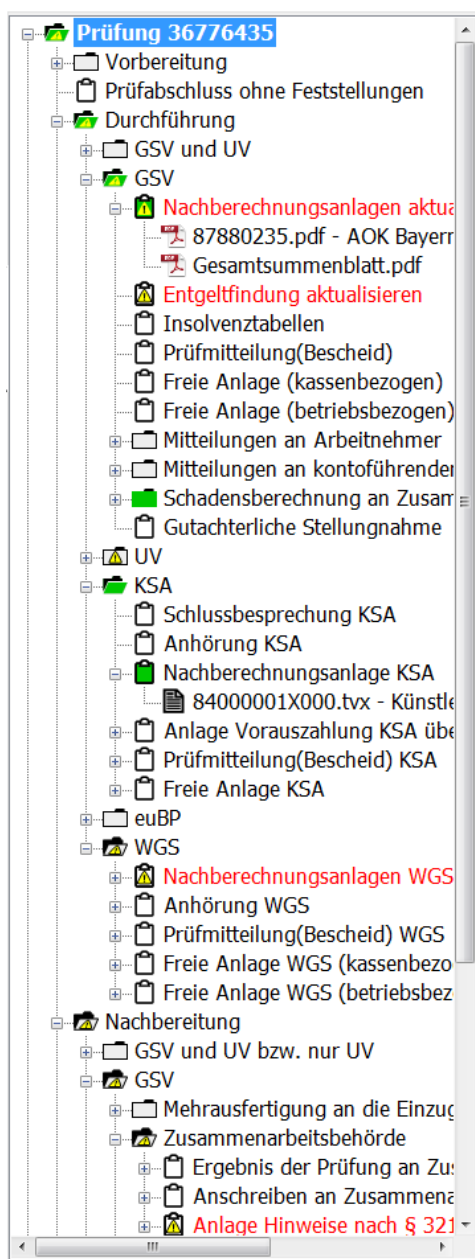 Prüfung 36776435
Vorbereitung
Prüfabschluss ohne Feststellungen
Durchführung
GSV und UV
GSV
Nachberechnungsanlagen aktua
87880235.pdf - AOK Bayern
Gesamtsummenblatt.pdf
Entgeltfindung aktualisieren
Insolvenztabellen
Prüfmitteilung(Bescheid)
Freie Anlage (kassenbezogen)
Freie Anlage (betriebsbezogen)
Mitteilungen an Arbeitnehmer
Mitteilungen an kontoführender
Schadensberechnung an Zusam
Gutachterliche Stellungnahme
UV
KSA
Schlussbesprechung KSA
Anhörung KSA
Nachberechnungsanlage KSA
84000001X000.tvx - Künstle
Anlage Vorauszahlung KSA übe
Prüfmitteilung(Bescheid) KSA
Freie Anlage KSA
euBP
WGS
Nachberechnungsanlagen WGS
Anhörung WGS
Prüfmitteilung(Bescheid) WGS
Freie Anlage WGS (kassenbezo
Freie Anlage WGS (betriebsbez
Nachbereitung
GSV und UV bzw. nur UV
GSV
Mehrausfertigung an die Einzug
Zusammenarbeitsbehörde
Ergebnis der Prüfung an Zus
Anschreiben an Zusammena
Anlage Hinweise nach § 321